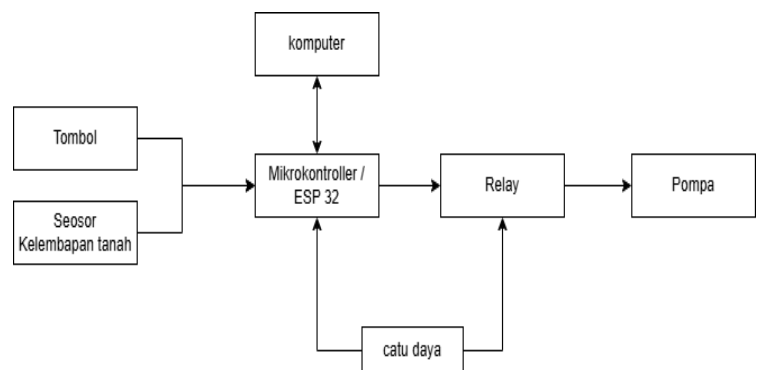 komputer
Tombol
Mikrokontroller /
ESP 32
Relay
Pompa
Seosor
Kelembapan tanah
catu daya